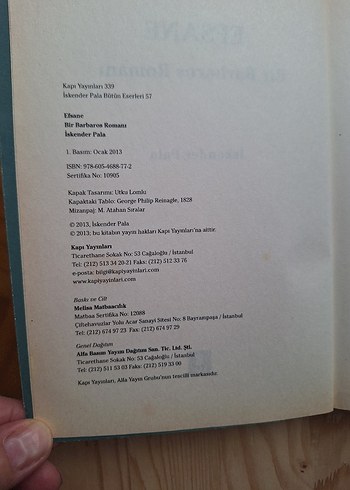 Kapı Yayınları 339
İskender Pala Bütün Eserleri 57
Efsane
Bir Barbaros Romanı
İskender Pala
1. Basım: Ocak 2013
ISBN: 978-605-4688-77-2
Sertifika No: 10905
Kapak Tasarımı: Utku Lomlu
Kapaktaki Tablo: George Philip Reinagle, 1828
Mizanpaj: M. Atahan Sıralar
© 2013, İskender Pala
© 2013; bu kitabın yayın hakları Kapı Yayınları'na aittir.
Kapı Yayınları
Ticarethane Sokak No: 53 Cağaloğlu / İstanbul
Tel: (212) 513 34 20-21 Faks: (212) 512 33 76
e-posta: bilgi@kapiyayinlari.com
www.kapiyayinlari.com
Baskı ve Cilt
Melisa Matbaacılık
Matbaa Sertifika No: 12088
Çiftehavuzlar Yolu Acar Sanayi Sitesi No: 8 Bayrampaşa / İstanbul
Tel: (212) 674 97 23 Fax: (212) 674 97 29
Genel Dağıtım
Alfa Basım Yayım Dağıtım San. Tic. Ltd. Şti.
Ticarethane Sokak No: 53 Cağaloğlu / İstanbul
Tel: (212) 511 53 03 Faks: (212) 519 33 00
Kapı Yayınları, Alfa Yayın Grubu'nun tescilli markasıdır.